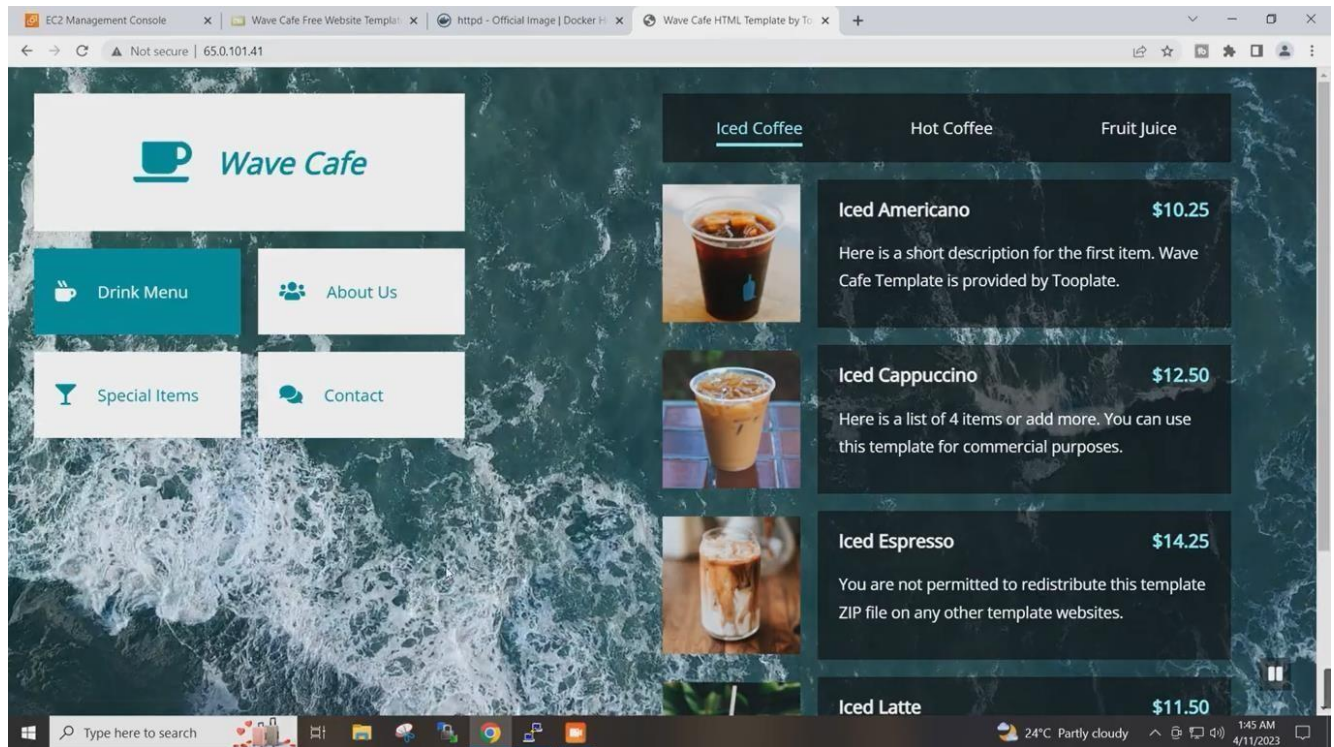 EC2 Management Console
Wave Cafe Free Website Templat
httpd - Official Image | Docker H
Wave Cafe HTML Template by To
Not secure | 65.0.101.41
Wave Cafe
Drink Menu
About Us
Special Items
Contact
Iced Coffee
Hot Coffee
Fruit Juice
Iced Americano
$10.25
Here is a short description for the first item. Wave
Cafe Template is provided by Tooplate.
Iced Cappuccino
$12.50
Here is a list of 4 items or add more. You can use
this template for commercial purposes.
Iced Espresso
$14.25
You are not permitted to redistribute this template
ZIP file on any other template websites.
Iced Latte
$11.50
Type here to search
24°C Partly cloudy
1:45 AM
4/11/2023